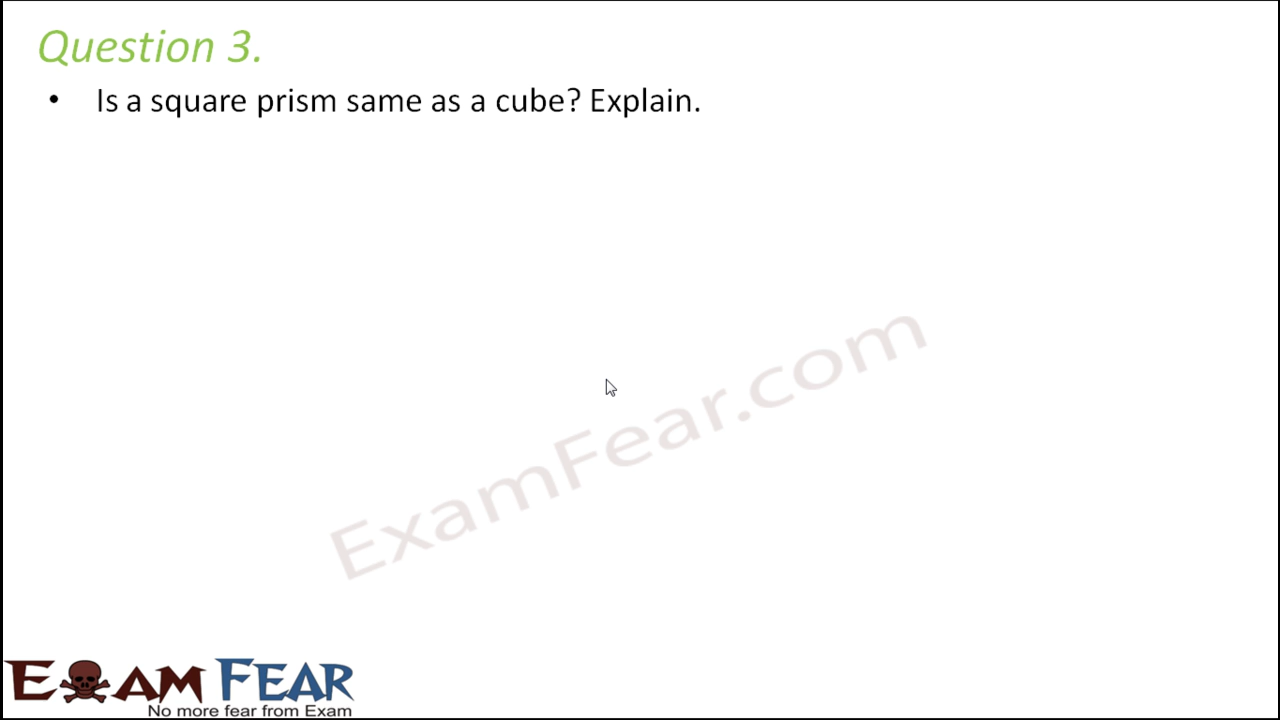 Question 3.
• Is a square prism same as a cube? Explain.
ExamFear.com
EXAM FEAR
No more fear from Exam